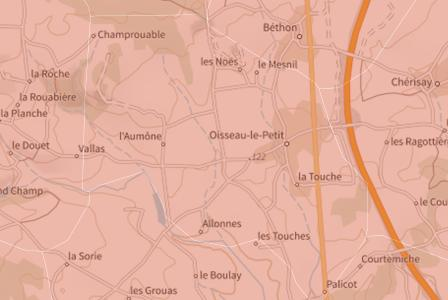 Béthon
Champrouable
les Noës
le Mesnil
la Roche
Chérisay
la Rouabière
la Planche
l'Aumône
Oisseau-le-Petit
les Ragottière
le Douet
Vallas
122
la Touche
nd Champ
le Cou
Allonnes
les Touches
la Sorie
Courtemiche
le Boulay
Palicot
les Grouas